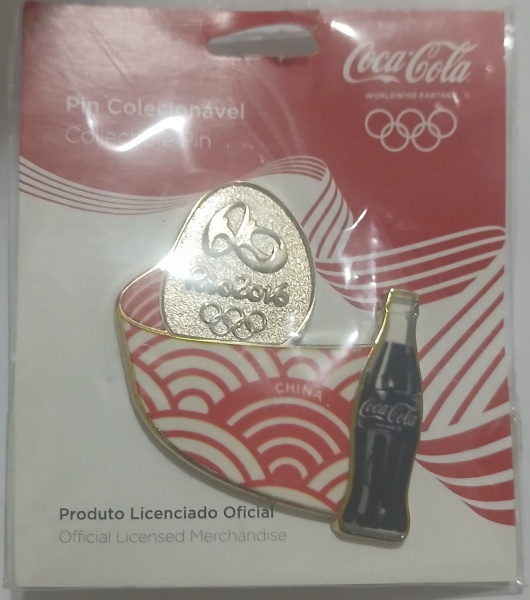 Coca-Cola
WORLDWIDE PARTNER
Pin Colecionável
Collectible Pin
Rio2016
CHINA
Coca-Cola
Produto Licenciado Oficial
Official Licensed Merchandise